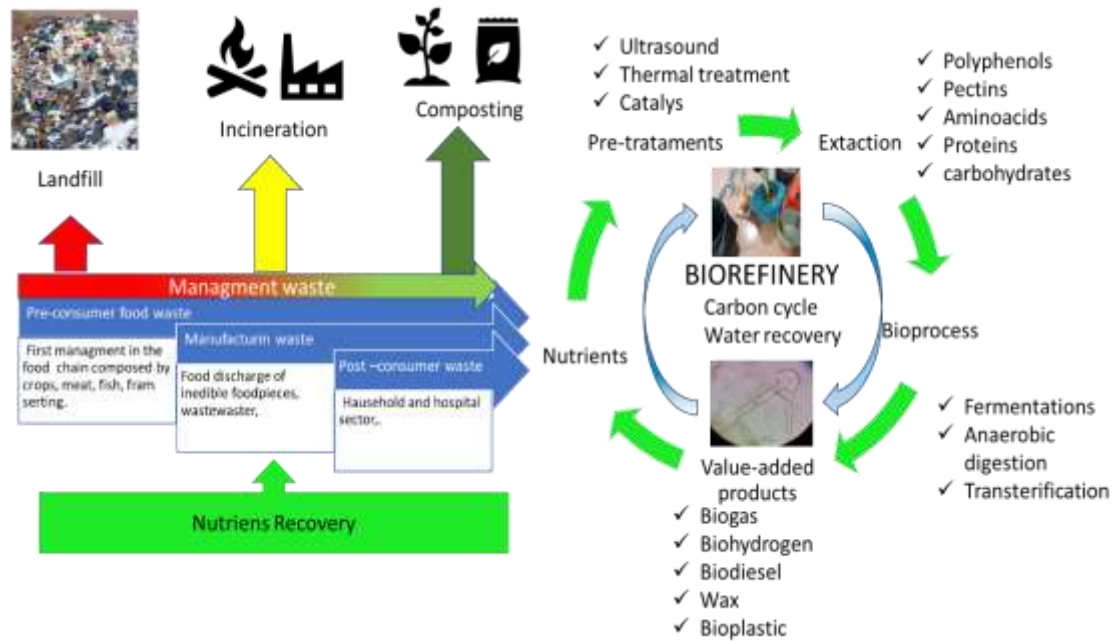 Landfill
Incineration
Composting
Managment waste
Pre-consumer food waste
First managment in the
food chain composed by
crops, meat, fish, fram
serting.
Manufacturin waste
Food discharge of
inedible foodpieces,
wastewaster,
Post –consumer waste
Hausehold and hospital
sector,.
Nutriens Recovery
✓ Ultrasound
✓ Thermal treatment
✓ Catalys
Pre-trataments
Extaction
✓ Polyphenols
✓ Pectins
✓ Aminoacids
✓ Proteins
✓ carbohydrates
BIOREFINERY
Carbon cycle
Water recovery
Nutrients
Bioprocess
✓ Fermentations
✓ Anaerobic
digestion
✓ Transterification
Value-added
products
✓ Biogas
✓ Biohydrogen
✓ Biodiesel
✓ Wax
✓ Bioplastic